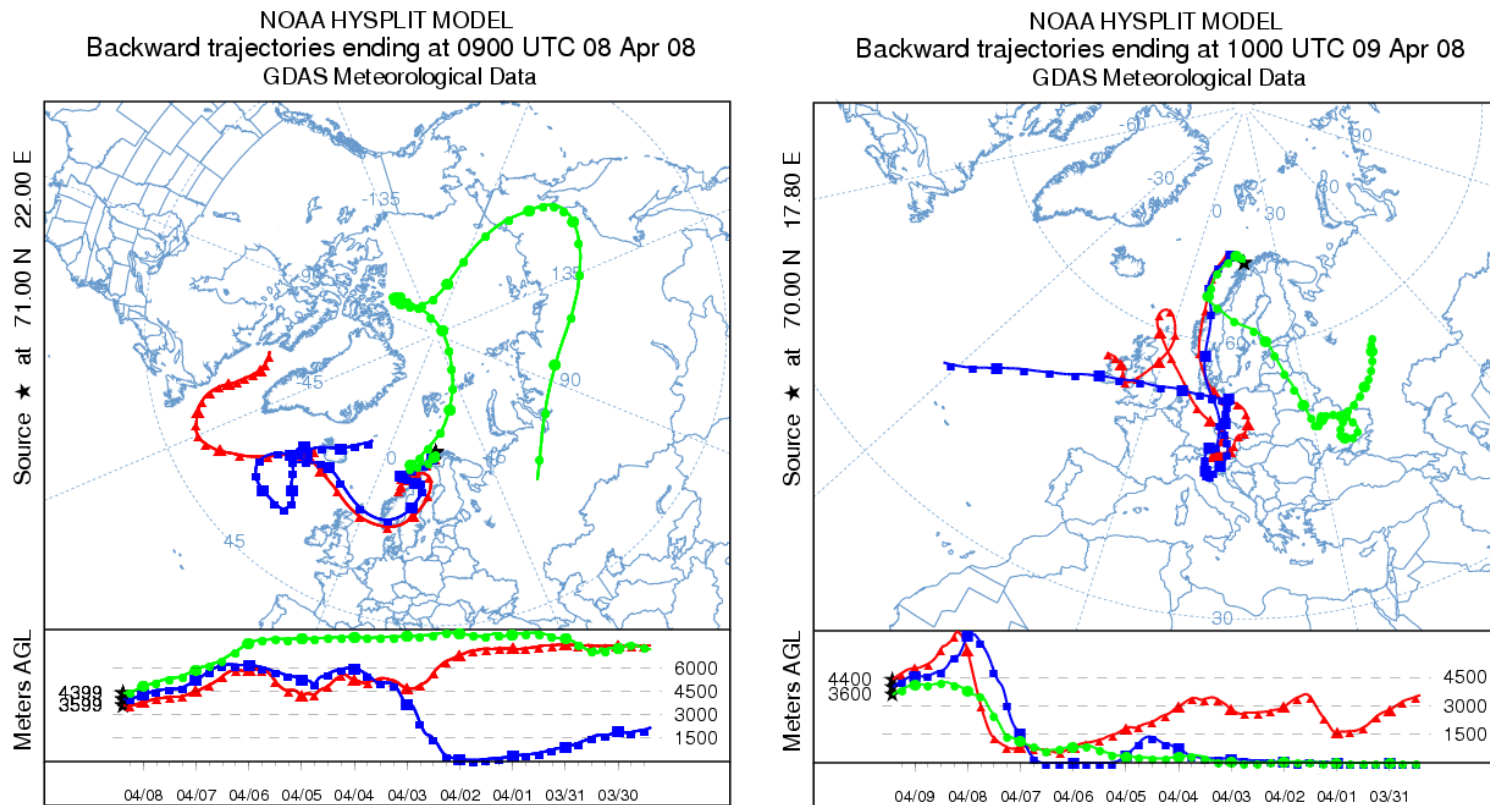 NOAA HYSPLIT MODEL
Backward trajectories ending at 0900 UTC 08 Apr 08
GDAS Meteorological Data
Source ★ at 71.00 N 22.00 E
-135
-90
-45
0
45
45
90
135
Meters AGL
4399
3599
6000
4500
3000
1500
04/08 04/07 04/06 04/05 04/04 04/03 04/02 04/01 03/31 03/30
NOAA HYSPLIT MODEL
Backward trajectories ending at 1000 UTC 09 Apr 08
GDAS Meteorological Data
Source ★ at 70.00 N 17.80 E
-60
-30
0
30
60
90
60
30
Meters AGL
4400
3600
4500
3000
1500
04/09 04/08 04/07 04/06 04/05 04/04 04/03 04/02 04/01 03/31